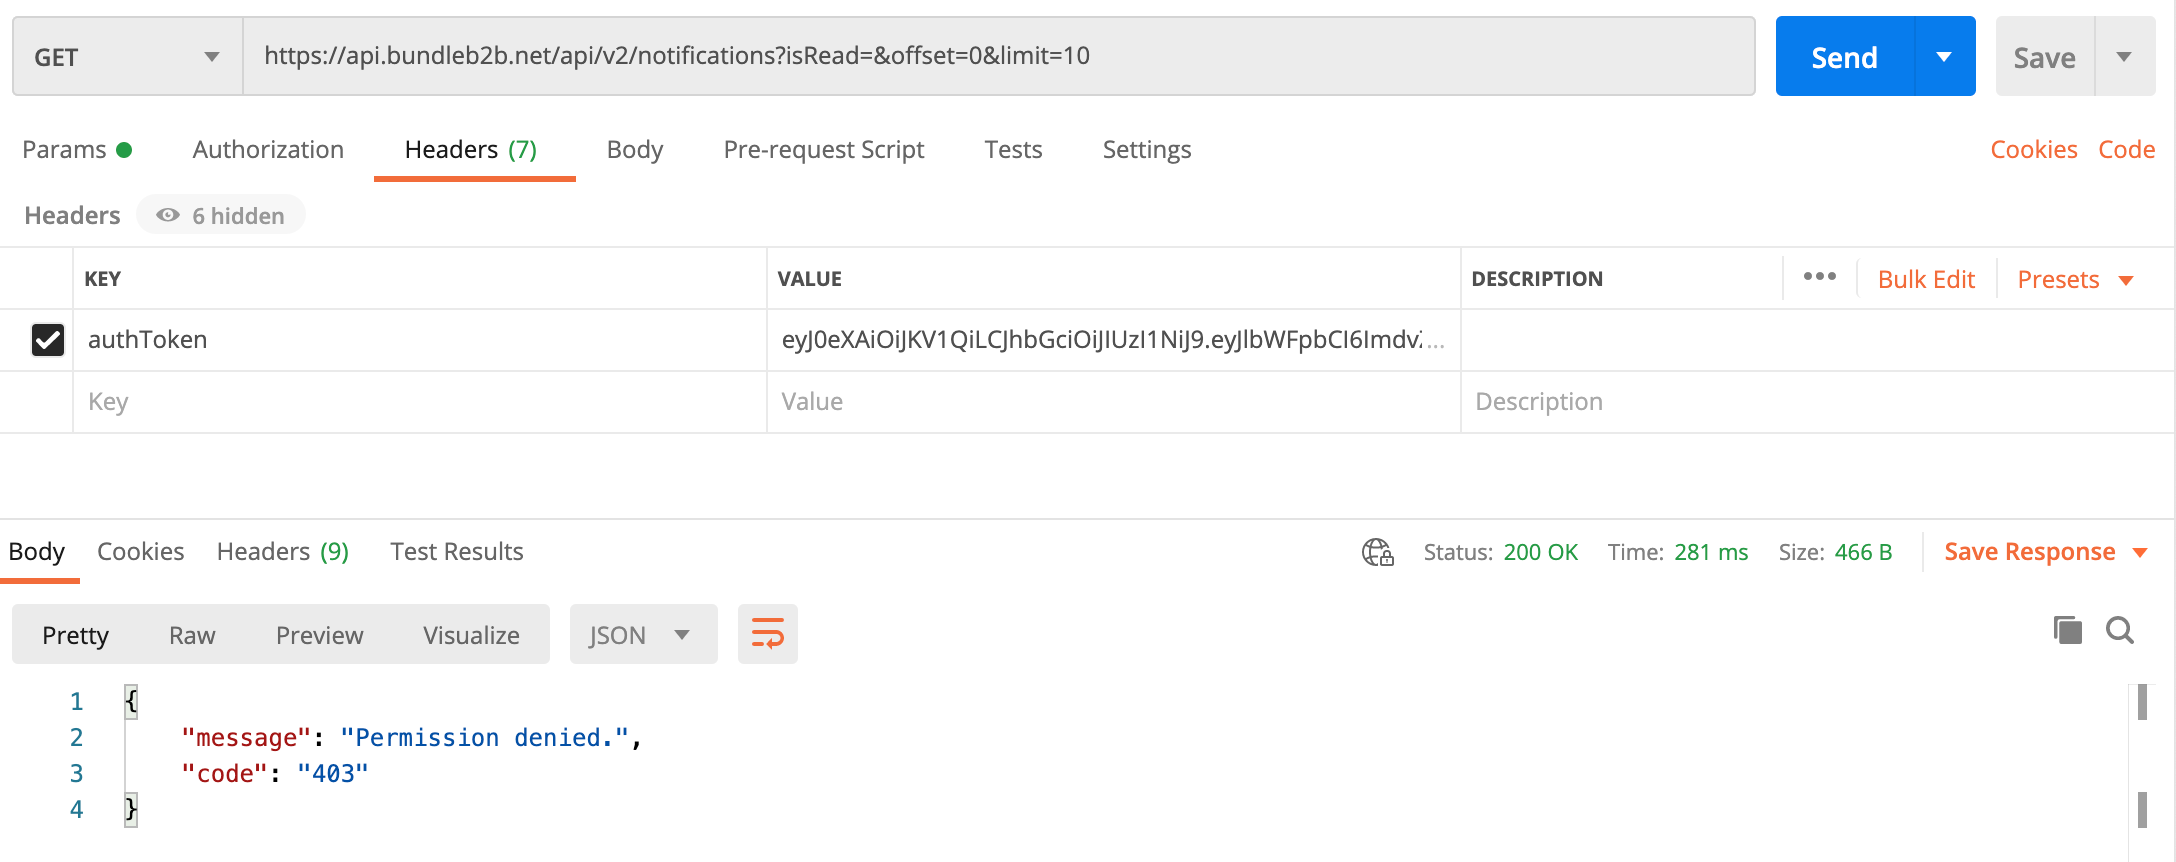 GET
https://api.bundleb2b.net/api/v2/notifications?isRead=&offset=0&limit=10
Send
Save
Params
Authorization
Headers (7)
Body
Pre-request Script
Tests
Settings
Cookies
Code
Headers
6 hidden
KEY
VALUE
DESCRIPTION
Bulk Edit
Presets
authToken
eyJ0eXAiOiJKV1QiLCJhbGciOiJIUzI1NiJ9.eyJlbWFpbCI6Imdv...
Key
Value
Description
Body
Cookies
Headers (9)
Test Results
Status: 200 OK
Time: 281 ms
Size: 466 B
Save Response
Pretty
Raw
Preview
Visualize
JSON
1 {
2 "message": "Permission denied.",
3 "code": "403"
4 }